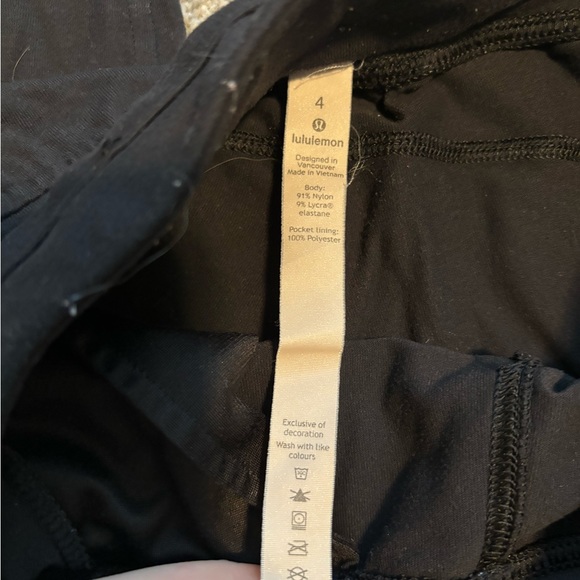 4
lululemon
Designed in
Vancouver
Made in Vietnam
Body:
91% Nylon
9% Lycra®
elastane
Pocket lining:
100% Polyester
Exclusive of
decoration
Wash with like
colours